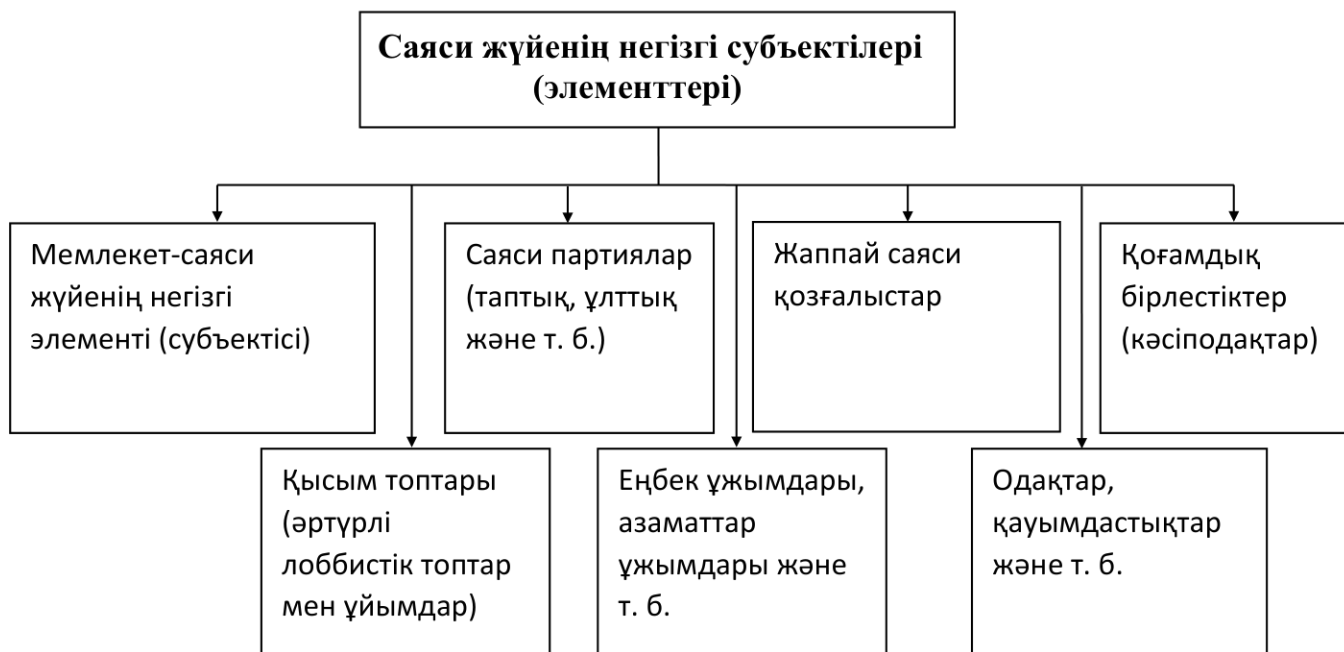 Саяси жүйенің негізгі субъектілері
(элементтері)
Мемлекет-саяси
жүйенің негізгі
элементі (субъектісі)
Саяси партиялар
(таптық, ұлттық
және т. б.)
Жаппай саяси
қозғалыстар
Қоғамдық
бірлестіктер
(кәсіподақтар)
Қысым топтары
(әртүрлі
лоббистік топтар
мен ұйымдар)
Еңбек ұжымдары,
азаматтар
ұжымдары және
т. б.
Одақтар,
қауымдастықтар
және т. б.